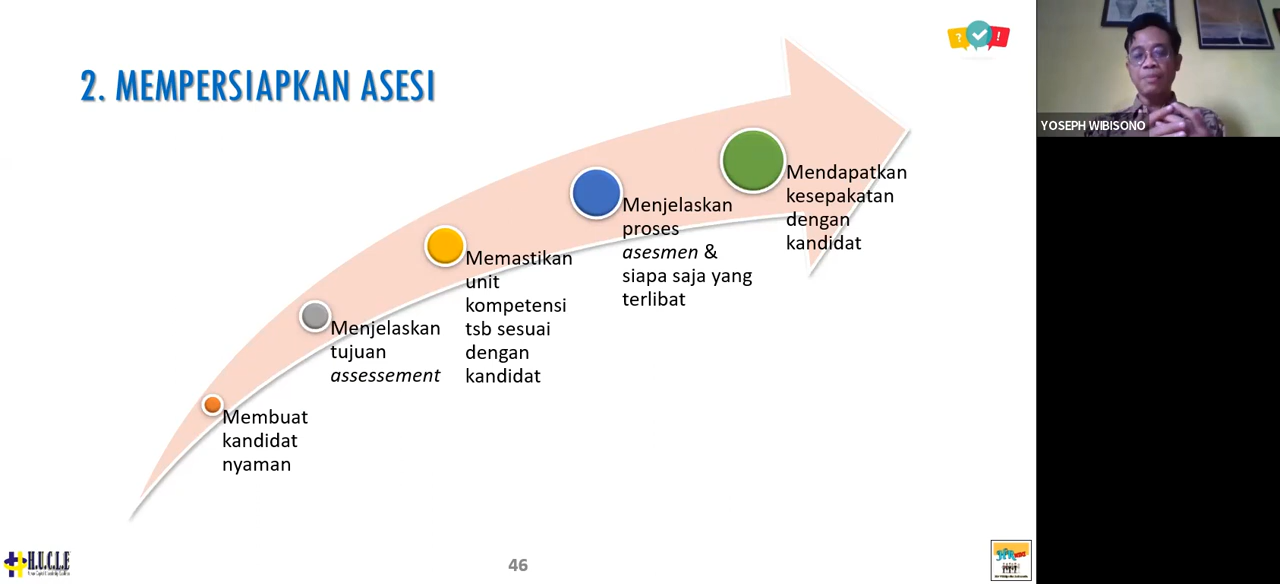 2. MEMPERSIAPKAN ASESI
? !
YOSEPH WIBISONO
Mendapatkan
kesepakatan
dengan
kandidat
Menjelaskan
proses
asesmen &
siapa saja yang
terlibat
Memastikan
unit
kompetensi
tsb sesuai
dengan
kandidat
Menjelaskan
tujuan
assessement
Membuat
kandidat
nyaman
H.U.C.L.E
46